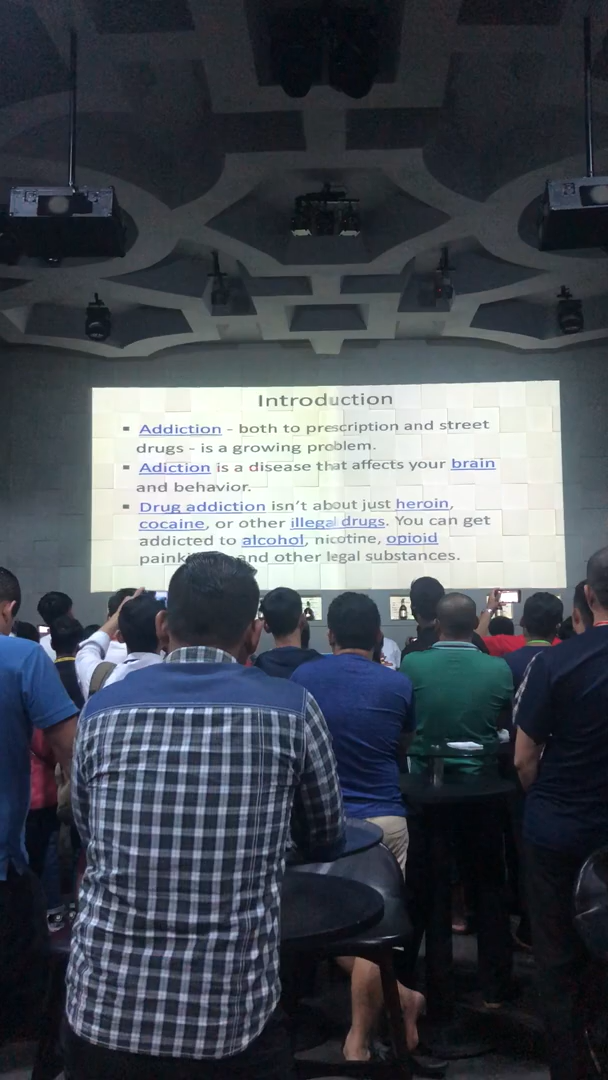 Introduction
▪ Addiction - both to prescription and street
drugs - is a growing problem.
▪ Adiction is a disease that affects your brain
and behavior.
▪ Drug addiction isn't about just heroin,
cocaine, or other illegal drugs. You can get
addicted to alcohol, nicotine, opioid
and other legal substances.